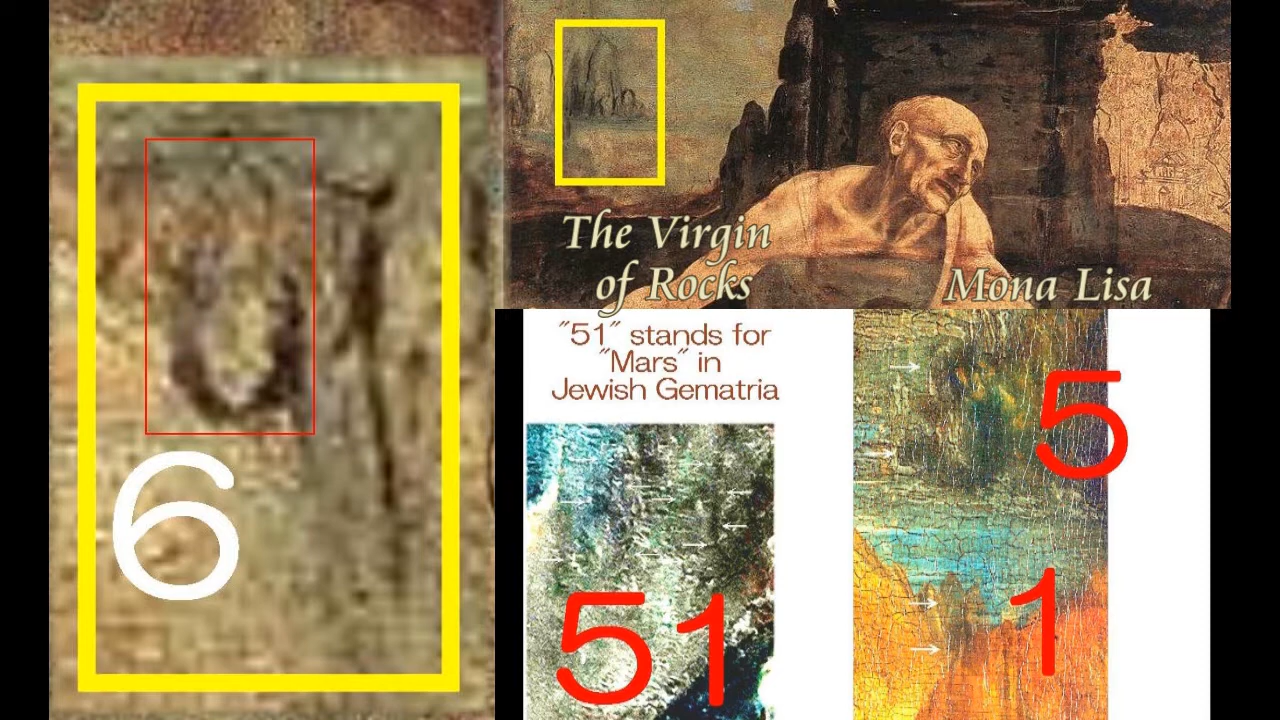 6
The Virgin
of Rocks
Mona Lisa
"51" stands for
"Mars" in
Jewish Gematria
51
5
1